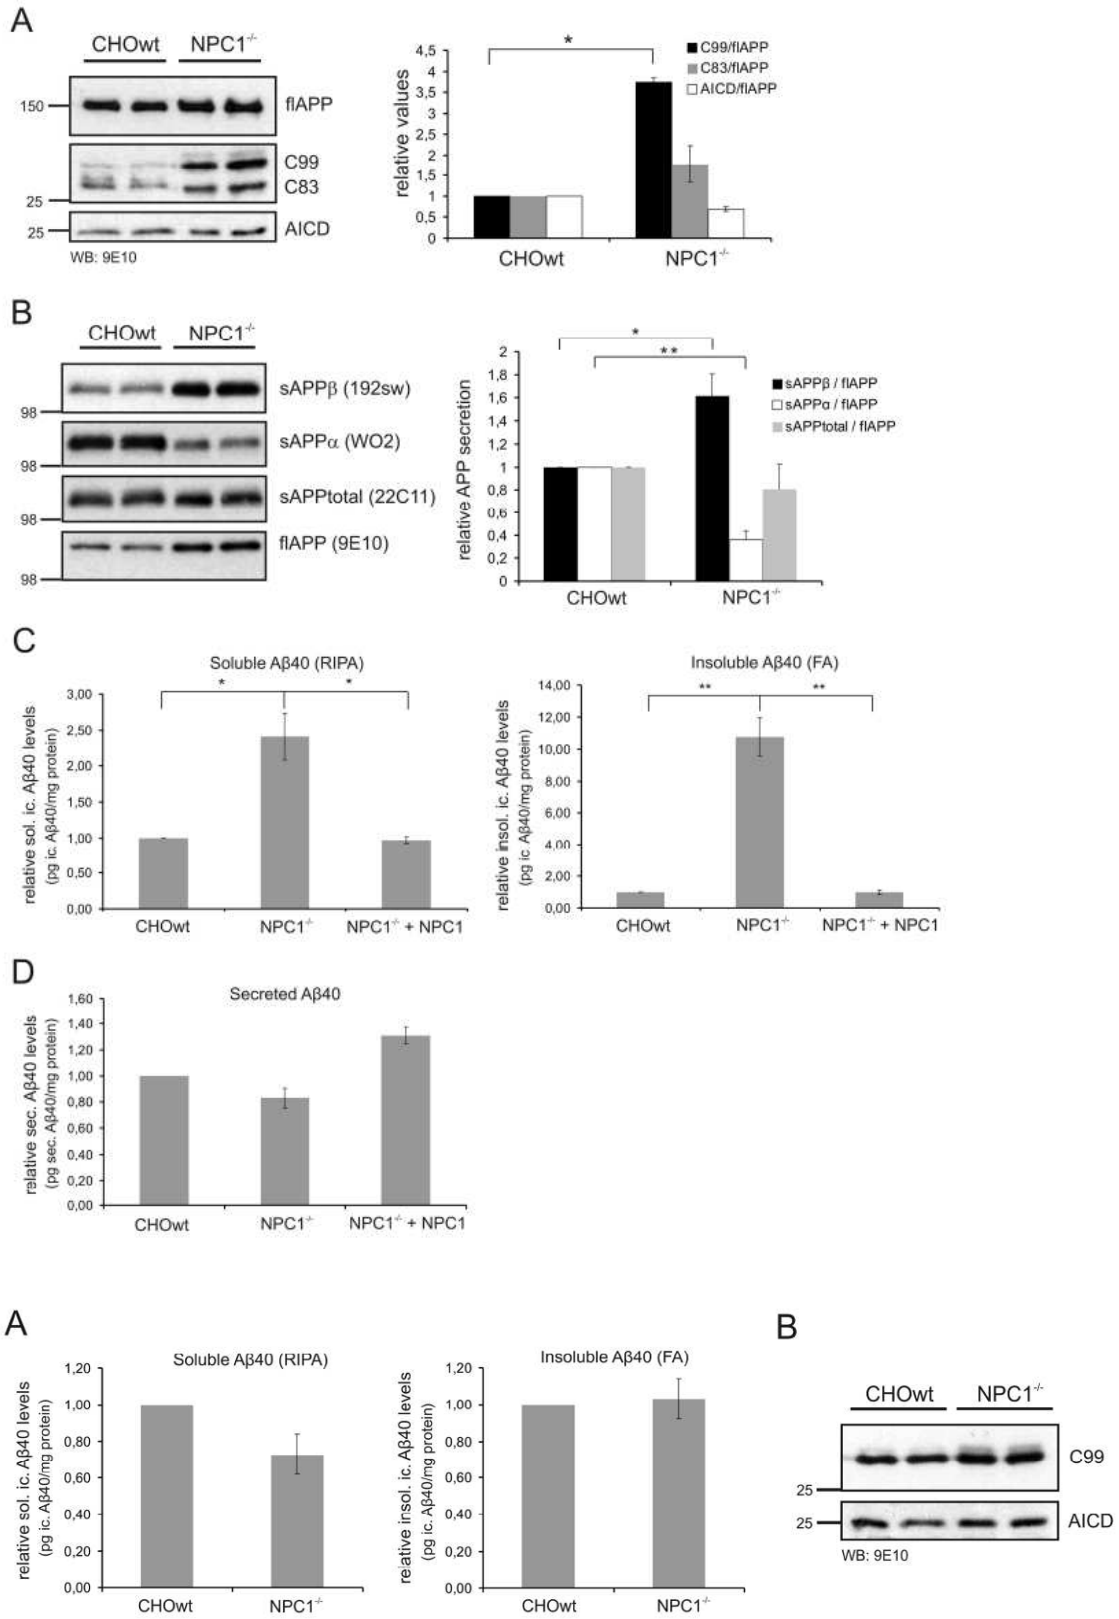 A
CHOwt NPC1-/-
150 flAPP
C99
C83
25
25 AICD
WB: 9E10
relative values
4,5
4
3,5
3
2,5
2
1,5
1
0,5
0
*
C99/flAPP
C83/flAPP
AICD/flAPP
CHOwt NPC1-/-
B
CHOwt NPC1-/-
sAPPβ (192sw)
98
sAPPα (WO2)
98
sAPPtotal (22C11)
98
flAPP (9E10)
98
relative APP secretion
2
1,8
1,6
1,4
1,2
1
0,8
0,6
0,4
0,2
0
*
**
sAPPβ / flAPP
sAPPα / flAPP
sAPPtotal / flAPP
CHOwt NPC1-/-
C
Soluble Aβ40 (RIPA)
relative sol. ic. Aβ40 levels
(pg ic. Aβ40/mg protein)
3,00
2,50
2,00
1,50
1,00
0,50
0,00
* *
CHOwt NPC1-/- NPC1-/- + NPC1
Insoluble Aβ40 (FA)
relative insol. ic. Aβ40 levels
(pg ic. Aβ40/mg protein)
14,00
12,00
10,00
8,00
6,00
4,00
2,00
0,00
** **
CHOwt NPC1-/- NPC1-/- + NPC1
D
Secreted Aβ40
relative sec. Aβ40 levels
(pg sec. Aβ40/mg protein)
1,60
1,40
1,20
1,00
0,80
0,60
0,40
0,20
0,00
CHOwt NPC1-/- NPC1-/- + NPC1
A
Soluble Aβ40 (RIPA)
relative sol. ic. Aβ40 levels
(pg ic. Aβ40/mg protein)
1,20
1,00
0,80
0,60
0,40
0,20
0,00
CHOwt NPC1-/-
Insoluble Aβ40 (FA)
relative insol. ic. Aβ40 levels
(pg ic. Aβ40/mg protein)
1,20
1,00
0,80
0,60
0,40
0,20
0,00
CHOwt NPC1-/-
B
CHOwt NPC1-/-
C99
25
25 AICD
WB: 9E10